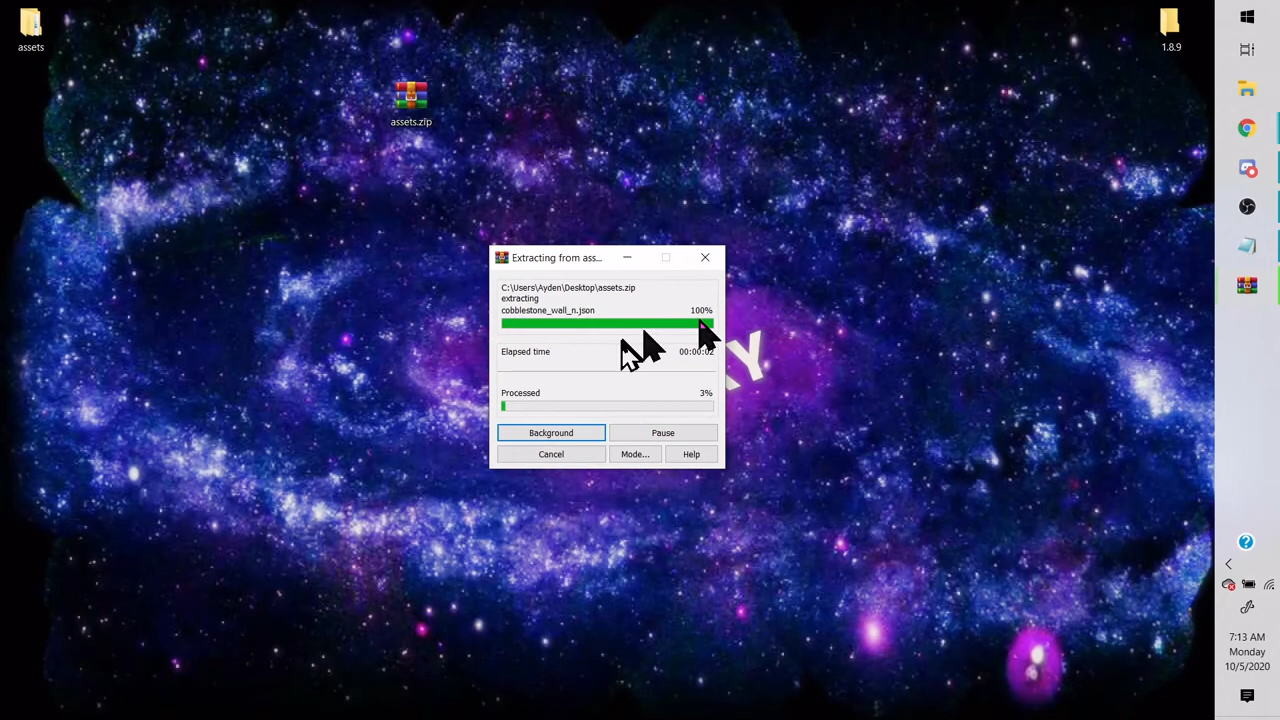 assets
assets.zip
1.8.9
Extracting from ass...
C:\Users\Ayden\Desktop\assets.zip
extracting
cobblestone_wall_n.json 100%
Elapsed time 00:00:02
Processed 3%
Background Pause
Cancel Mode... Help
7:13 AM
Monday
10/5/2020